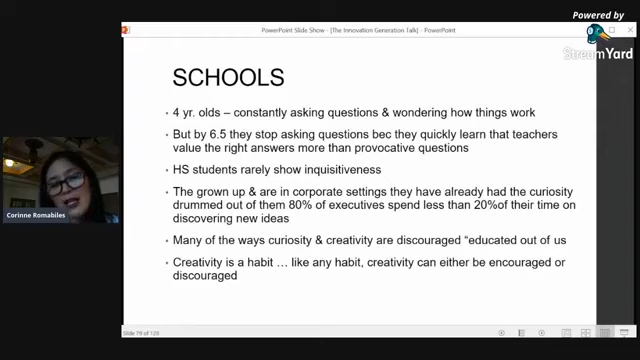 Powered by
StreamYard
PowerPoint Slide Show - [The Innovation Generation Talk] - PowerPoint
SCHOOLS
• 4 yr. olds – constantly asking questions & wondering how things work
• But by 6.5 they stop asking questions bec they quickly learn that teachers
value the right answers more than provocative questions
• HS students rarely show inquisitiveness
• The grown up & are in corporate settings they have already had the curiosity
drummed out of them 80% of executives spend less than 20%of their time on
discovering new ideas
• Many of the ways curiosity & creativity are discouraged "educated out of us
• Creativity is a habit … like any habit, creativity can either be encouraged or
discouraged
Corinne Romabiles
Slide 79 of 128